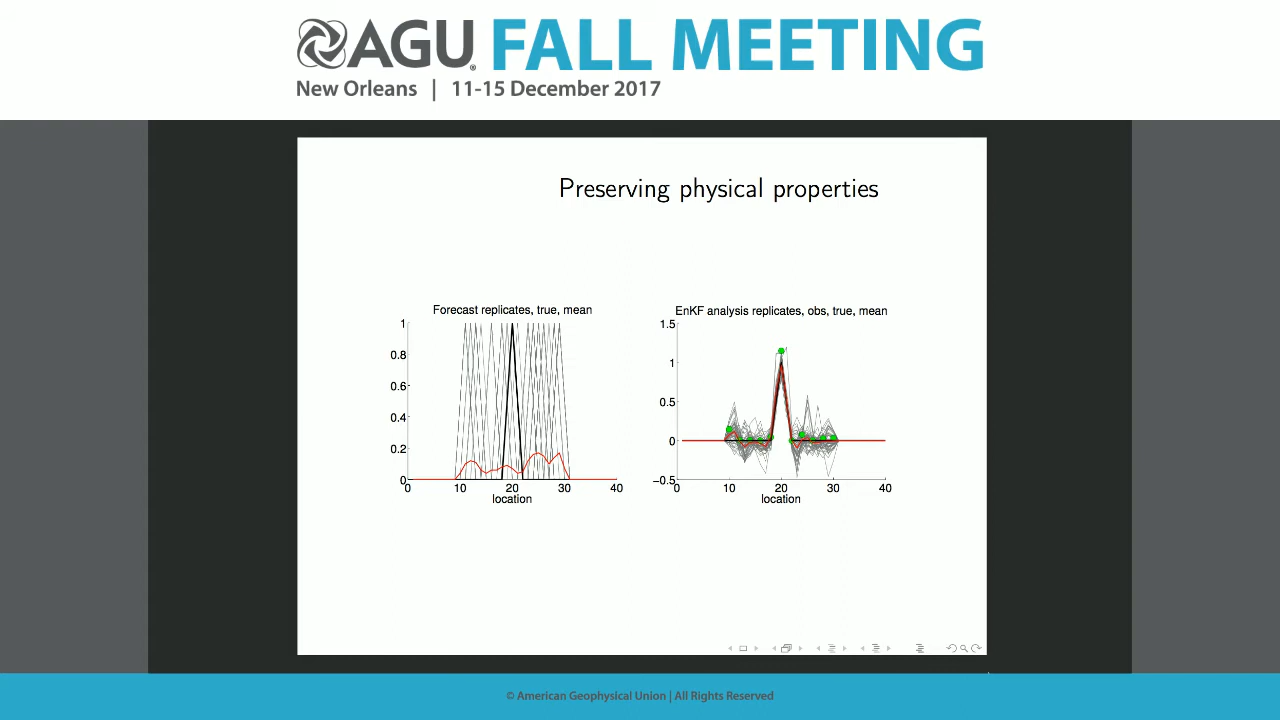 AGU FALL MEETING
New Orleans | 11-15 December 2017
Preserving physical properties
Forecast replicates, true, mean
1
0.8
0.6
0.4
0.2
0
0 10 20 30 40
location
EnKF analysis replicates, obs, true, mean
1.5
1
0.5
0
−0.5
0 10 20 30 40
location
© American Geophysical Union | All Rights Reserved